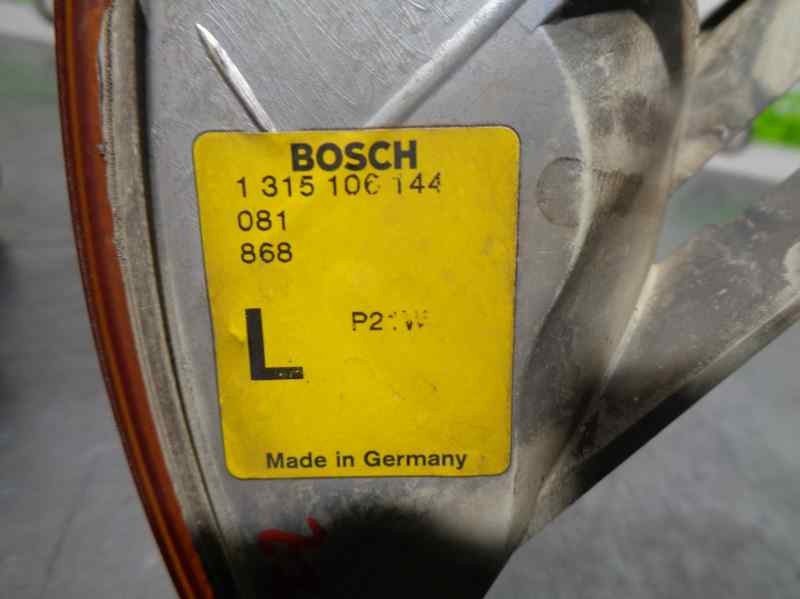 BOSCH
1 315 106 144
081
868
L P21W
Made in Germany